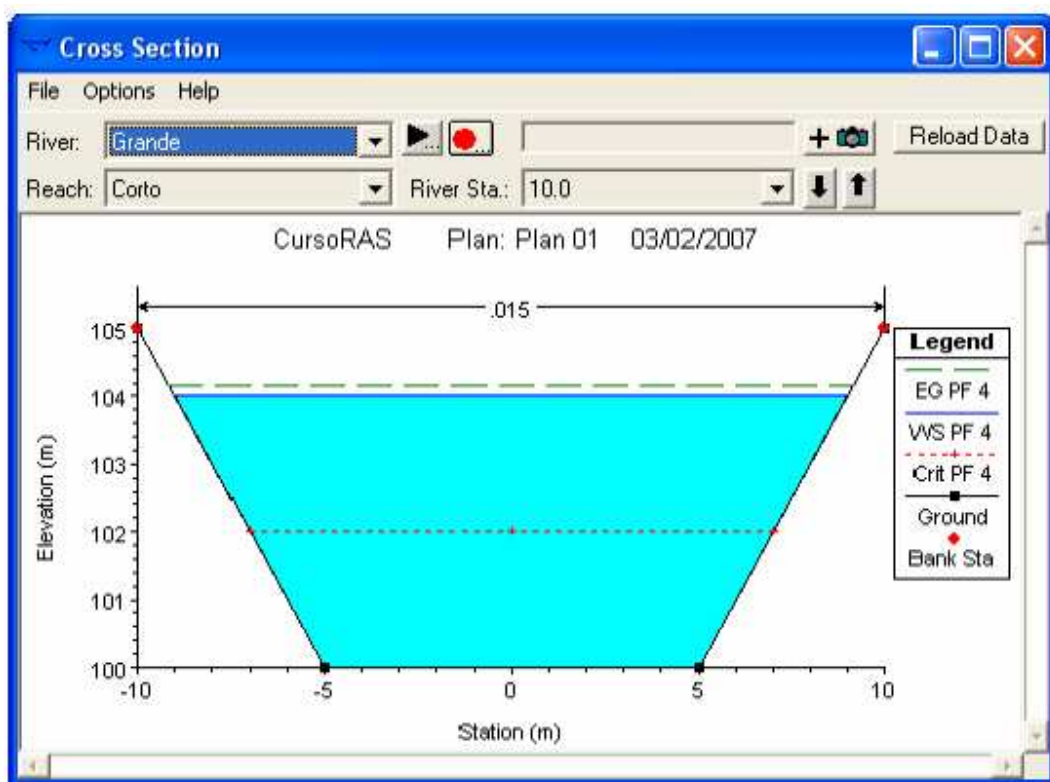 Cross Section
File Options Help
River: Grande Reload Data
Reach: Corto River Sta.: 10.0
CursoRAS Plan: Plan 01 03/02/2007
.015
105
104
103
102
101
100
-10 -5 0 5 10
Elevation (m)
Station (m)
Legend
EG PF 4
WS PF 4
Crit PF 4
Ground
Bank Sta